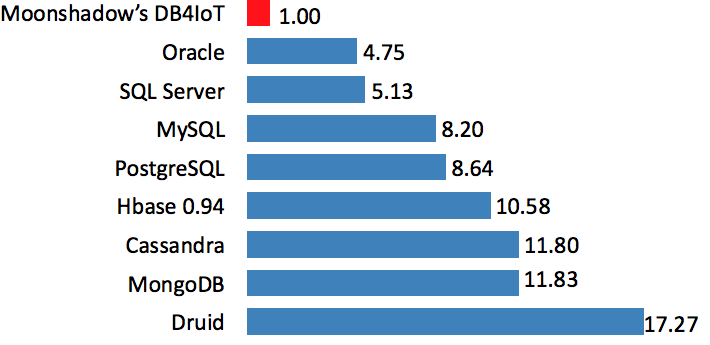 Moonshadow’s DB4IoT 1.00
Oracle 4.75
SQL Server 5.13
MySQL 8.20
PostgreSQL 8.64
Hbase 0.94 10.58
Cassandra 11.80
MongoDB 11.83
Druid 17.27